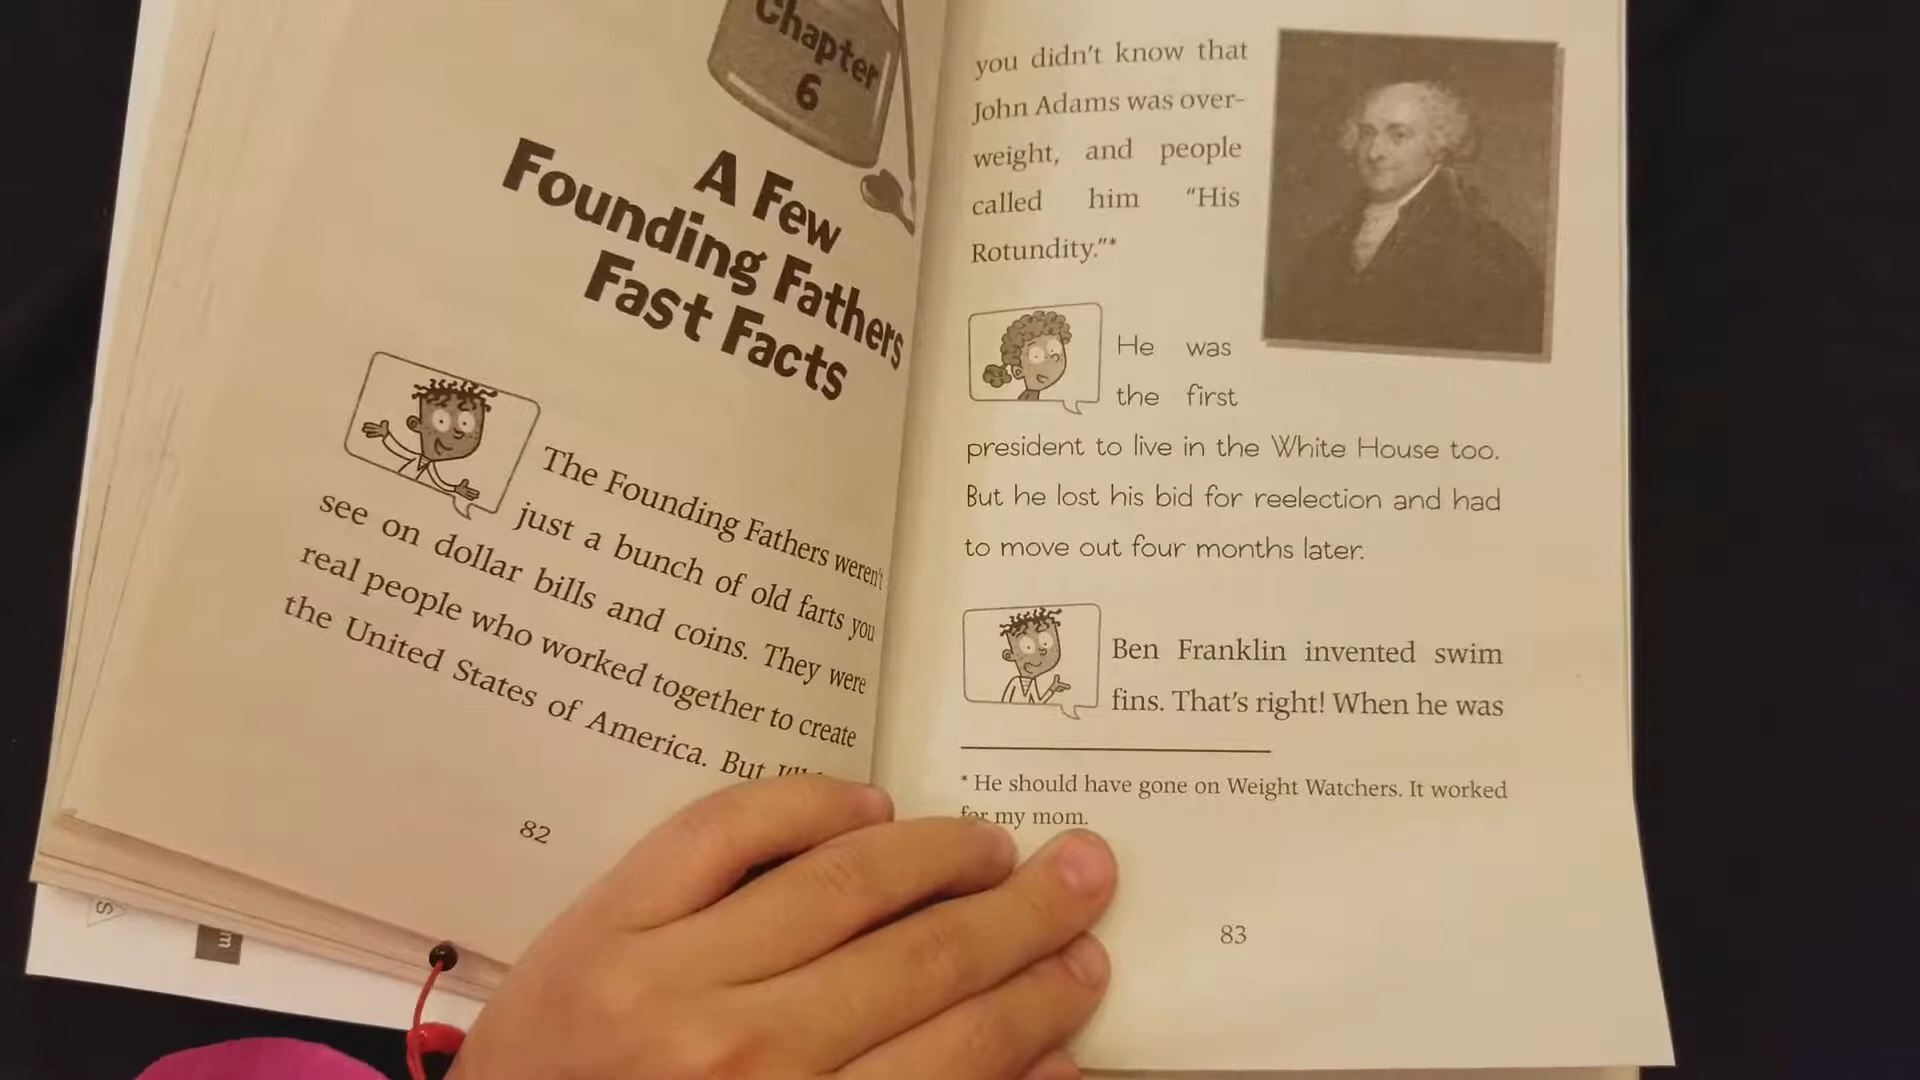 Chapter
6
A Few
Founding Fathers
Fast Facts
The Founding Fathers weren't
just a bunch of old farts you
see on dollar bills and coins. They were
real people who worked together to create
the United States of America. But
82
you didn't know that
John Adams was over-
weight, and people
called him "His
Rotundity."*
He was
the first
president to live in the White House too.
But he lost his bid for reelection and had
to move out four months later.
Ben Franklin invented swim
fins. That's right! When he was
* He should have gone on Weight Watchers. It worked
for my mom.
83
S
m